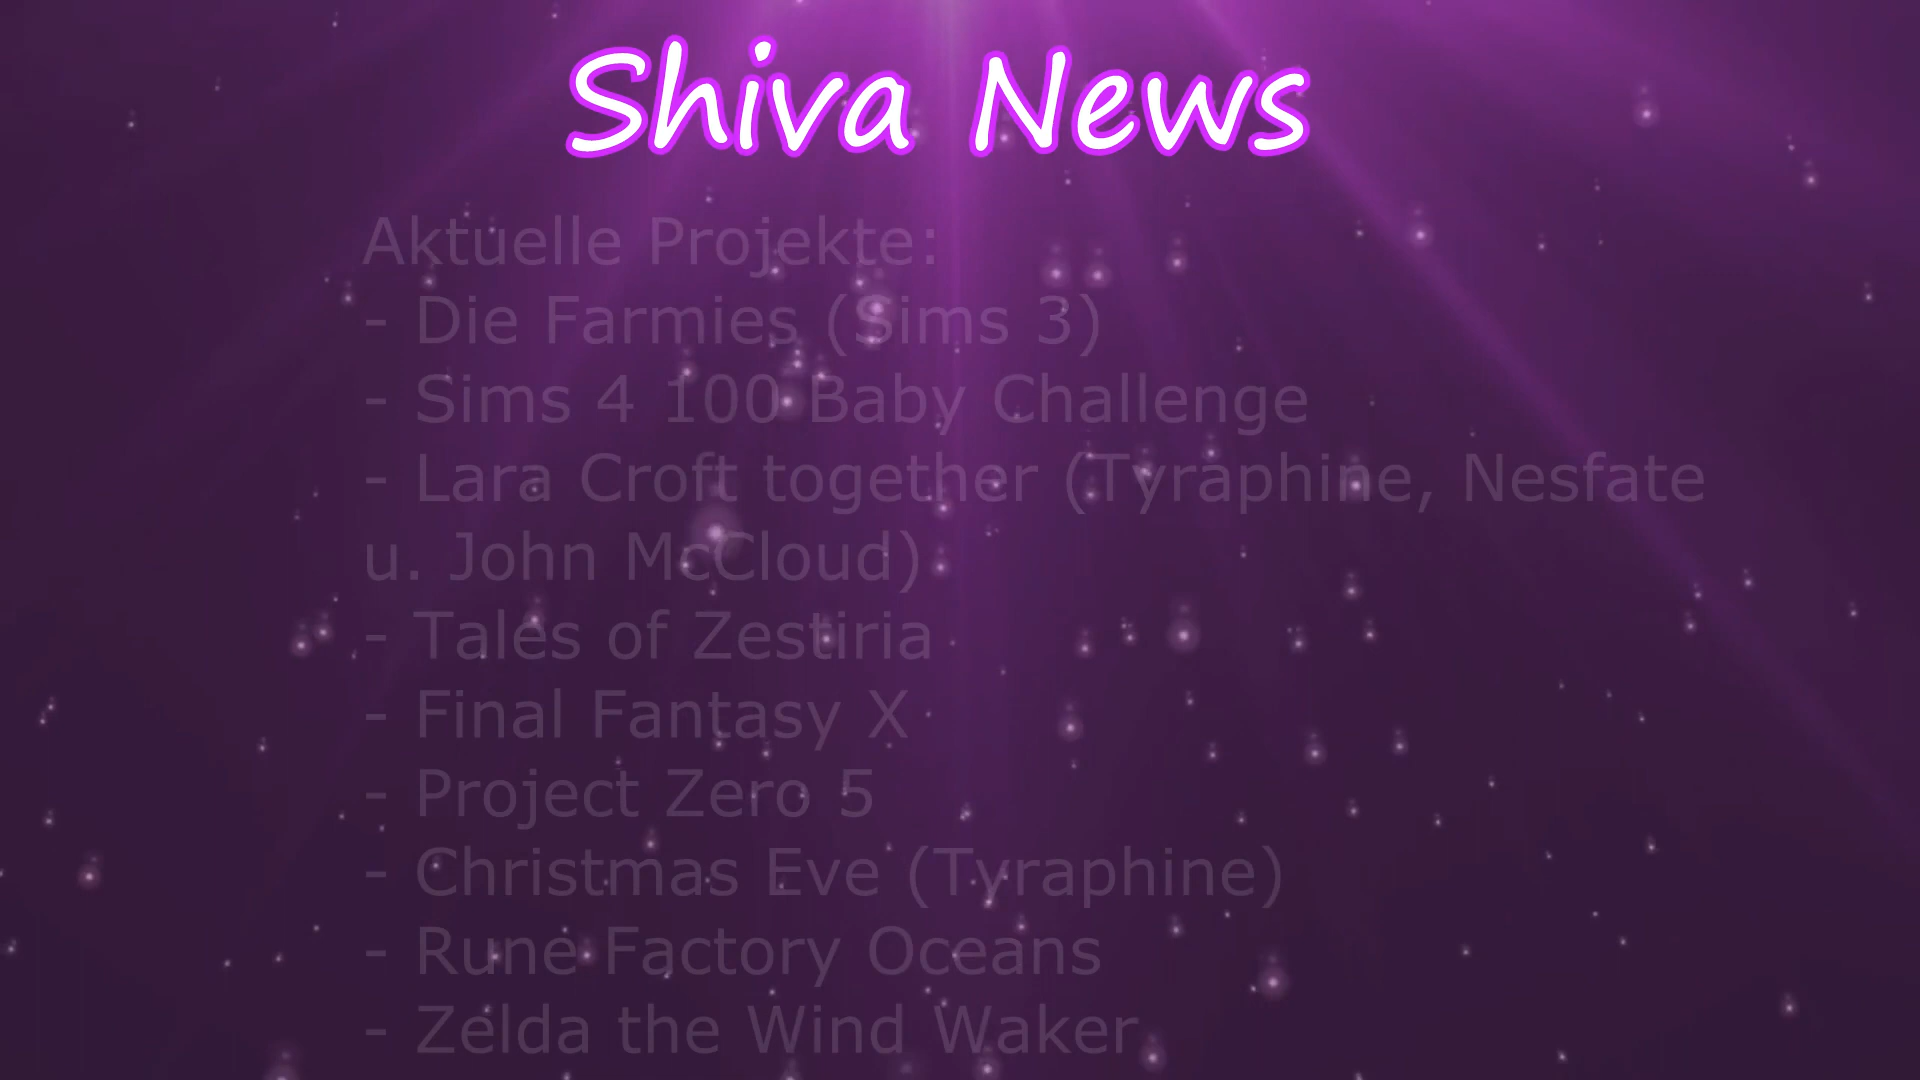 Shiva News
Aktuelle Projekte:
- Die Farmies (Sims 3)
- Sims 4 100 Baby Challenge
- Lara Croft together (Tyraphine, Nesfate
u. John McCloud)
- Tales of Zestiria
- Final Fantasy X
- Project Zero 5
- Christmas Eve (Tyraphine)
- Rune Factory Oceans
- Zelda the Wind Waker